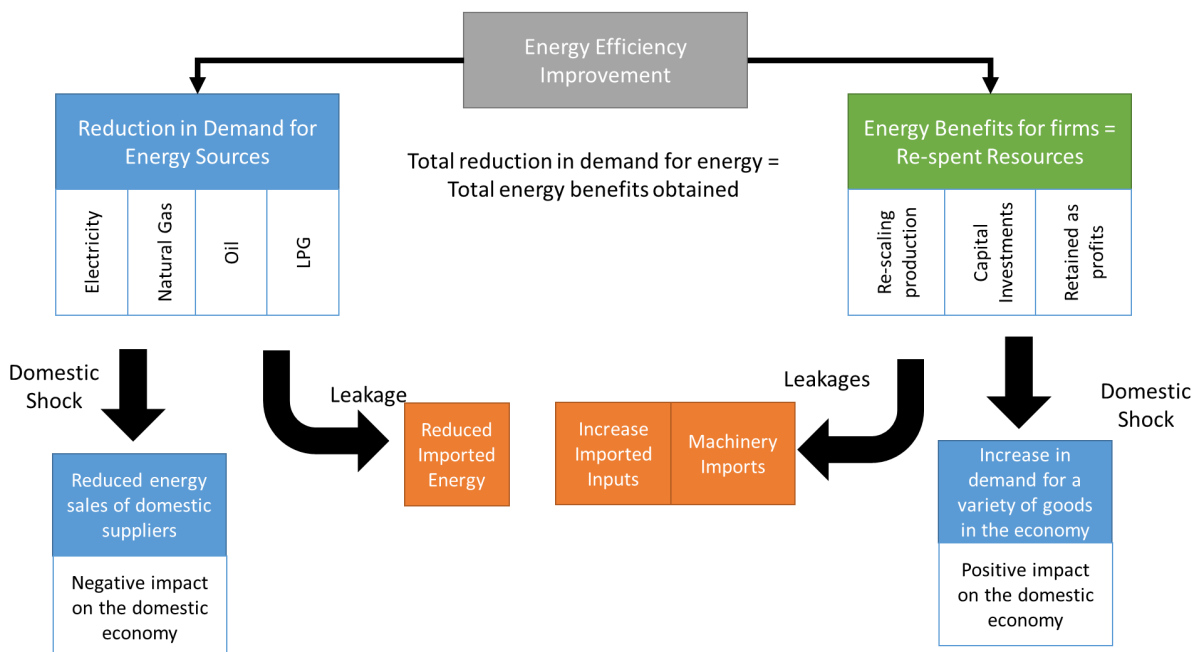 Energy Efficiency
Improvement
Reduction in Demand for
Energy Sources
Energy Benefits for firms =
Re-spent Resources
Total reduction in demand for energy =
Total energy benefits obtained
Electricity
Natural Gas
Oil
LPG
Re-scaling
production
Capital
Investments
Retained as
profits
Domestic
Shock
Leakage
Leakages
Domestic
Shock
Reduced
Imported
Energy
Increase
Imported
Inputs
Machinery
Imports
Reduced energy
sales of domestic
suppliers
Negative impact
on the domestic
economy
Increase in
demand for a
variety of goods
in the economy
Positive impact
on the domestic
economy